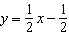 y = 1/2 x - 1/2